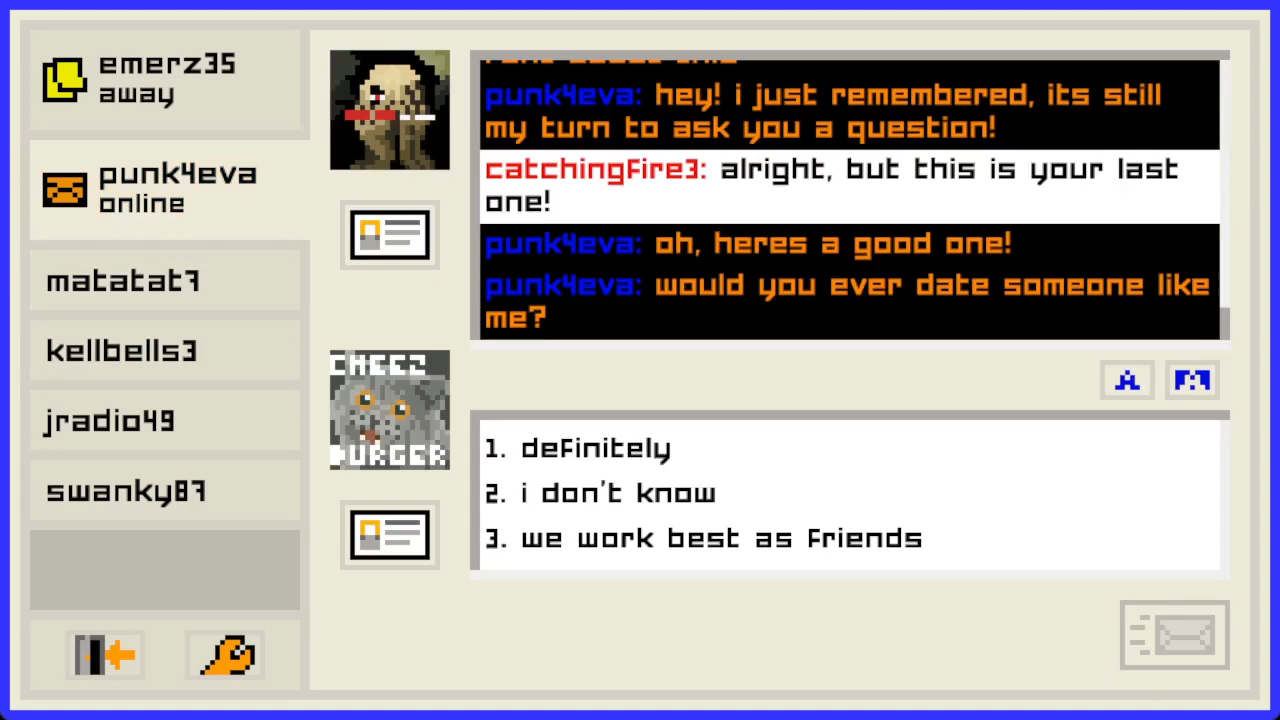 emerz35
away
punk4eva
online
matatat7
kellbells3
jradio49
swanky87
punk4eva: hey! i just remembered, its still
my turn to ask you a question!
catchingfire3: alright, but this is your last
one!
punk4eva: oh, heres a good one!
punk4eva: would you ever date someone like
me?
CHEEZ
BURGER
A
A
1. definitely
2. i don't know
3. we work best as friends